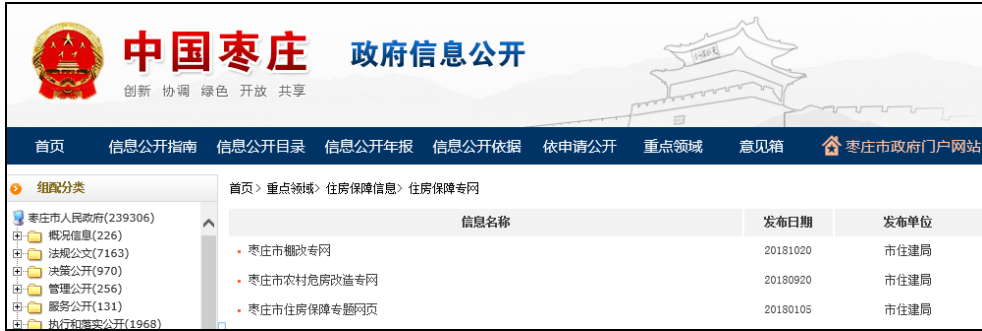 中国枣庄 政府信息公开
创新 协调 绿色 开放 共享
首页 信息公开指南 信息公开目录 信息公开年报 信息公开依据 依申请公开 重点领域 意见箱 枣庄市政府门户网站
组配分类
枣庄市人民政府(239306)
概况信息(226)
法规公文(7163)
决策公开(970)
管理公开(256)
服务公开(131)
执行和落实公开(1968)
首页> 重点领域> 住房保障信息> 住房保障专网
信息名称 发布日期 发布单位
枣庄市棚改专网 20181020 市住建局
枣庄市农村危房改造专网 20180920 市住建局
枣庄市住房保障专题网页 20180105 市住建局